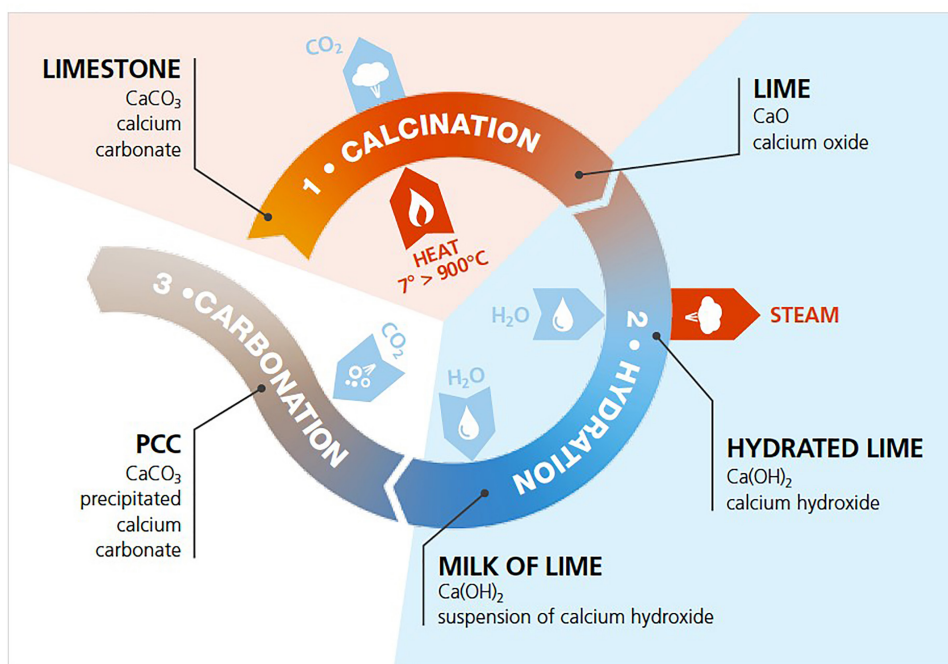 CO₂
LIMESTONE
CaCO₃
calcium
carbonate
1 • CALCINATION
LIME
CaO
calcium oxide
HEAT
7° > 900°C
H₂O
STEAM
2 • HYDRATION
H₂O
HYDRATED LIME
Ca(OH)₂
calcium hydroxide
MILK OF LIME
Ca(OH)₂
suspension of calcium hydroxide
3 • CARBONATION
CO₂
PCC
CaCO₃
precipitated
calcium
carbonate